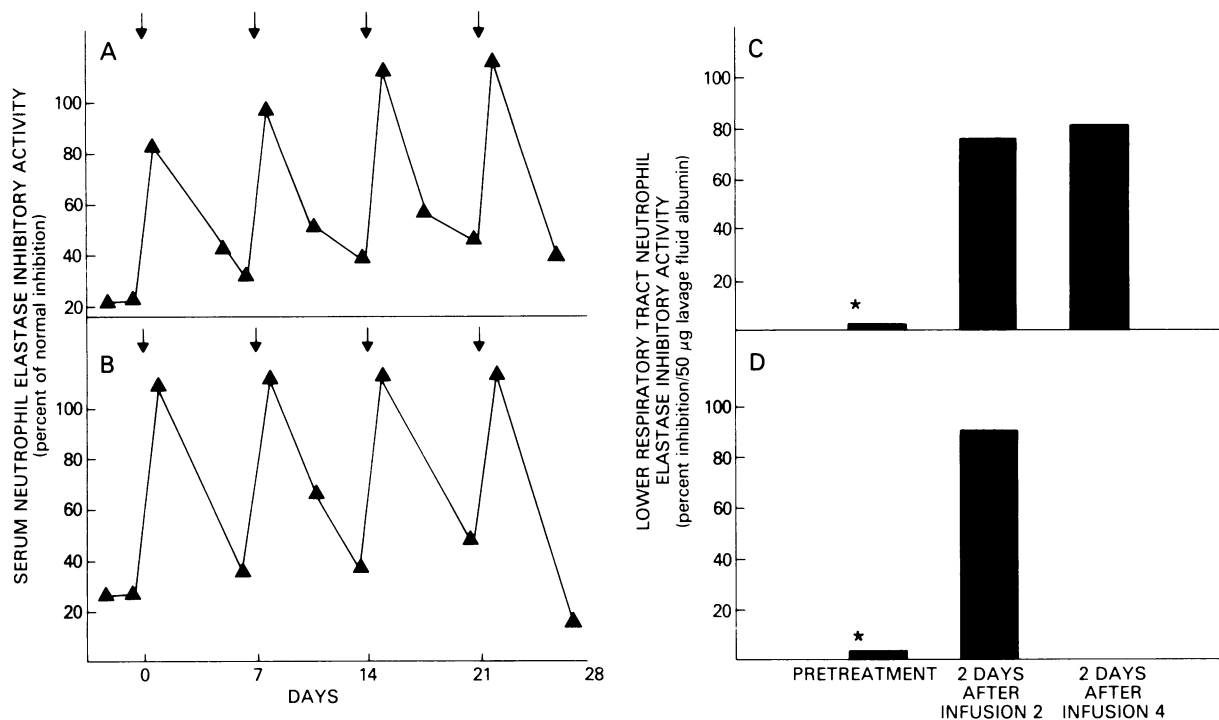 A
SERUM NEUTROPHIL ELASTASE INHIBITORY ACTIVITY
(percent of normal inhibition)
100
80
60
40
20
B
100
80
60
40
20
0
7
14
21
28
DAYS
C
LOWER RESPIRATORY TRACT NEUTROPHIL
ELASTASE INHIBITORY ACTIVITY
(percent inhibition/50 µg lavage fluid albumin)
100
80
60
40
20
★
D
100
80
60
40
20
★
PRETREATMENT
2 DAYS
AFTER
INFUSION 2
2 DAYS
AFTER
INFUSION 4